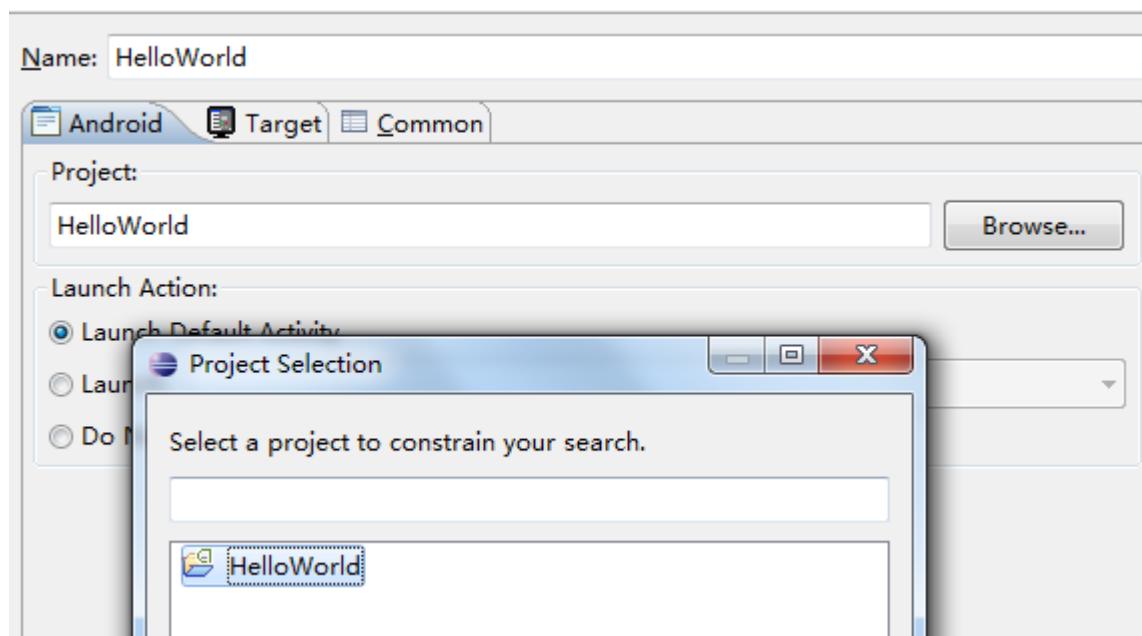 Name: HelloWorld
Android Target Common
Project:
HelloWorld Browse...
Launch Action:
Launch Default Activity
Project Selection
Select a project to constrain your search.
HelloWorld